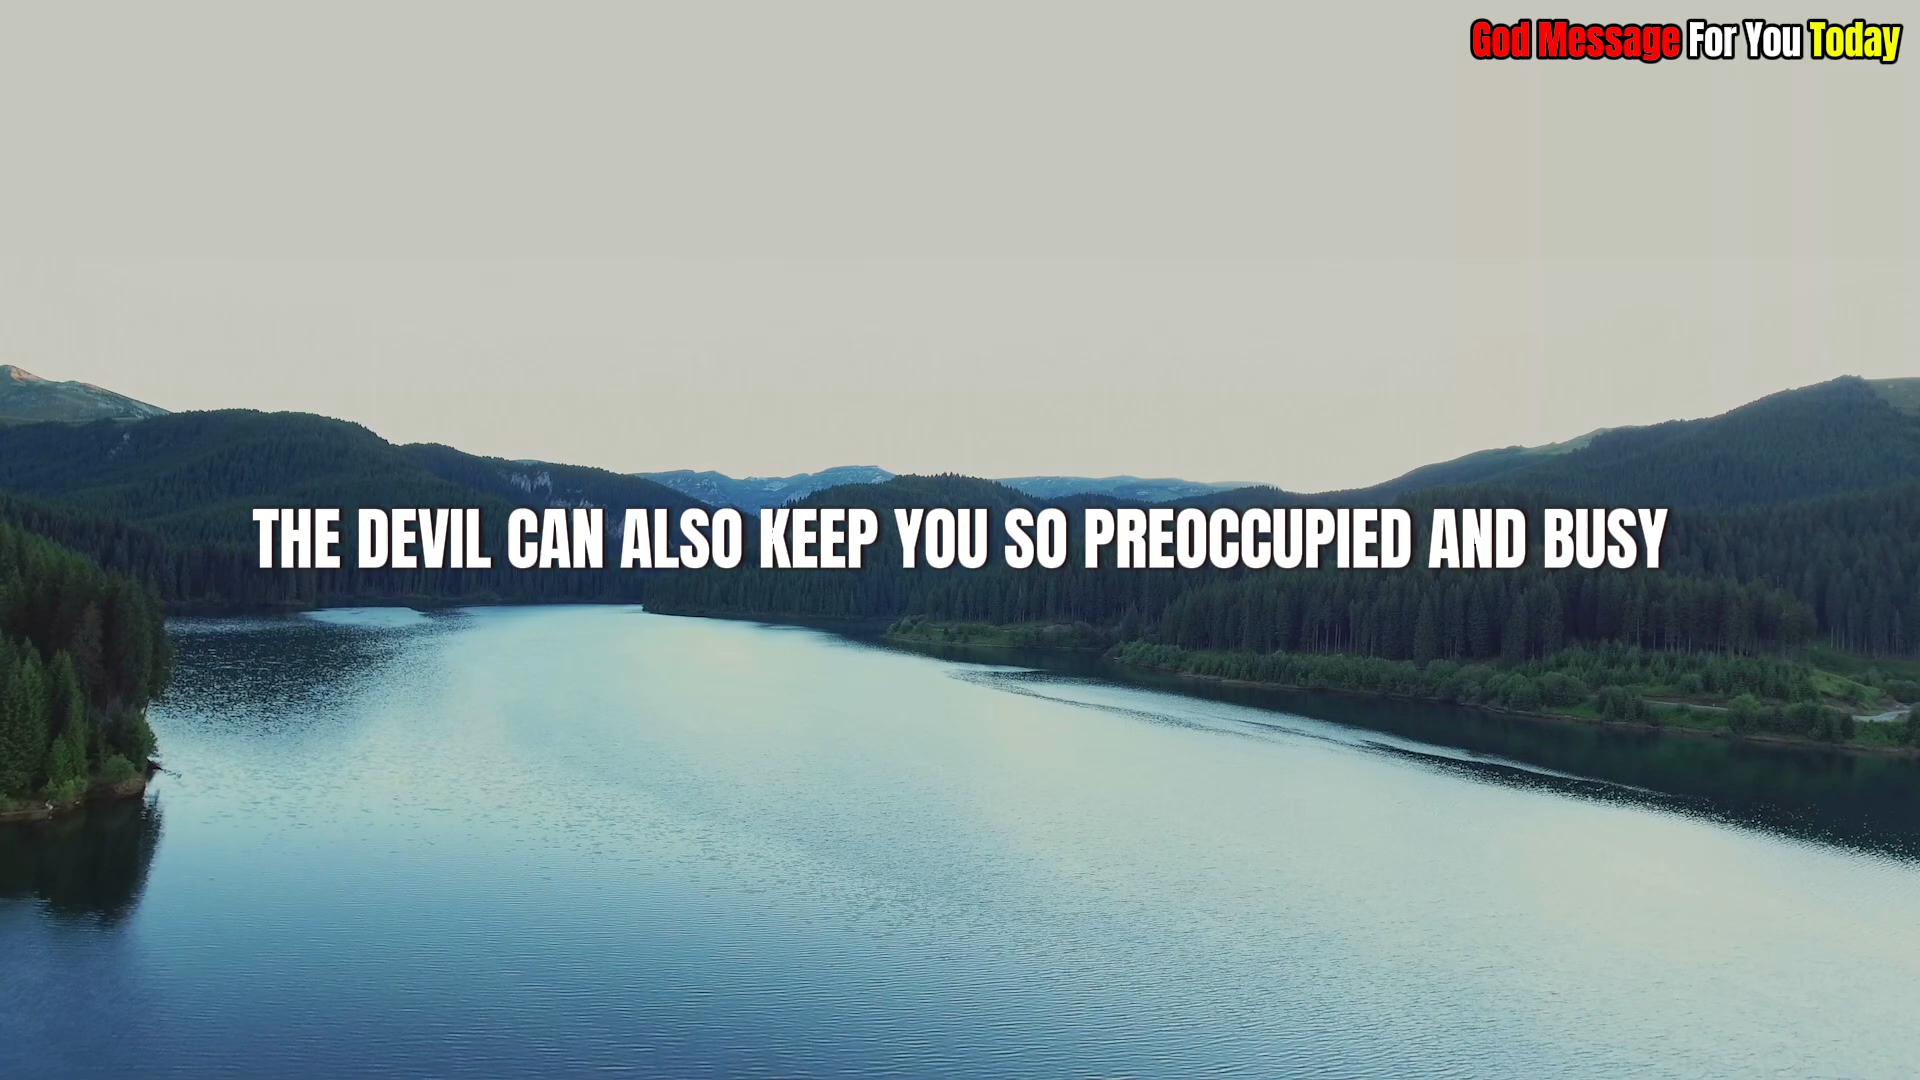 God Message For You Today
THE DEVIL CAN ALSO KEEP YOU SO PREOCCUPIED AND BUSY